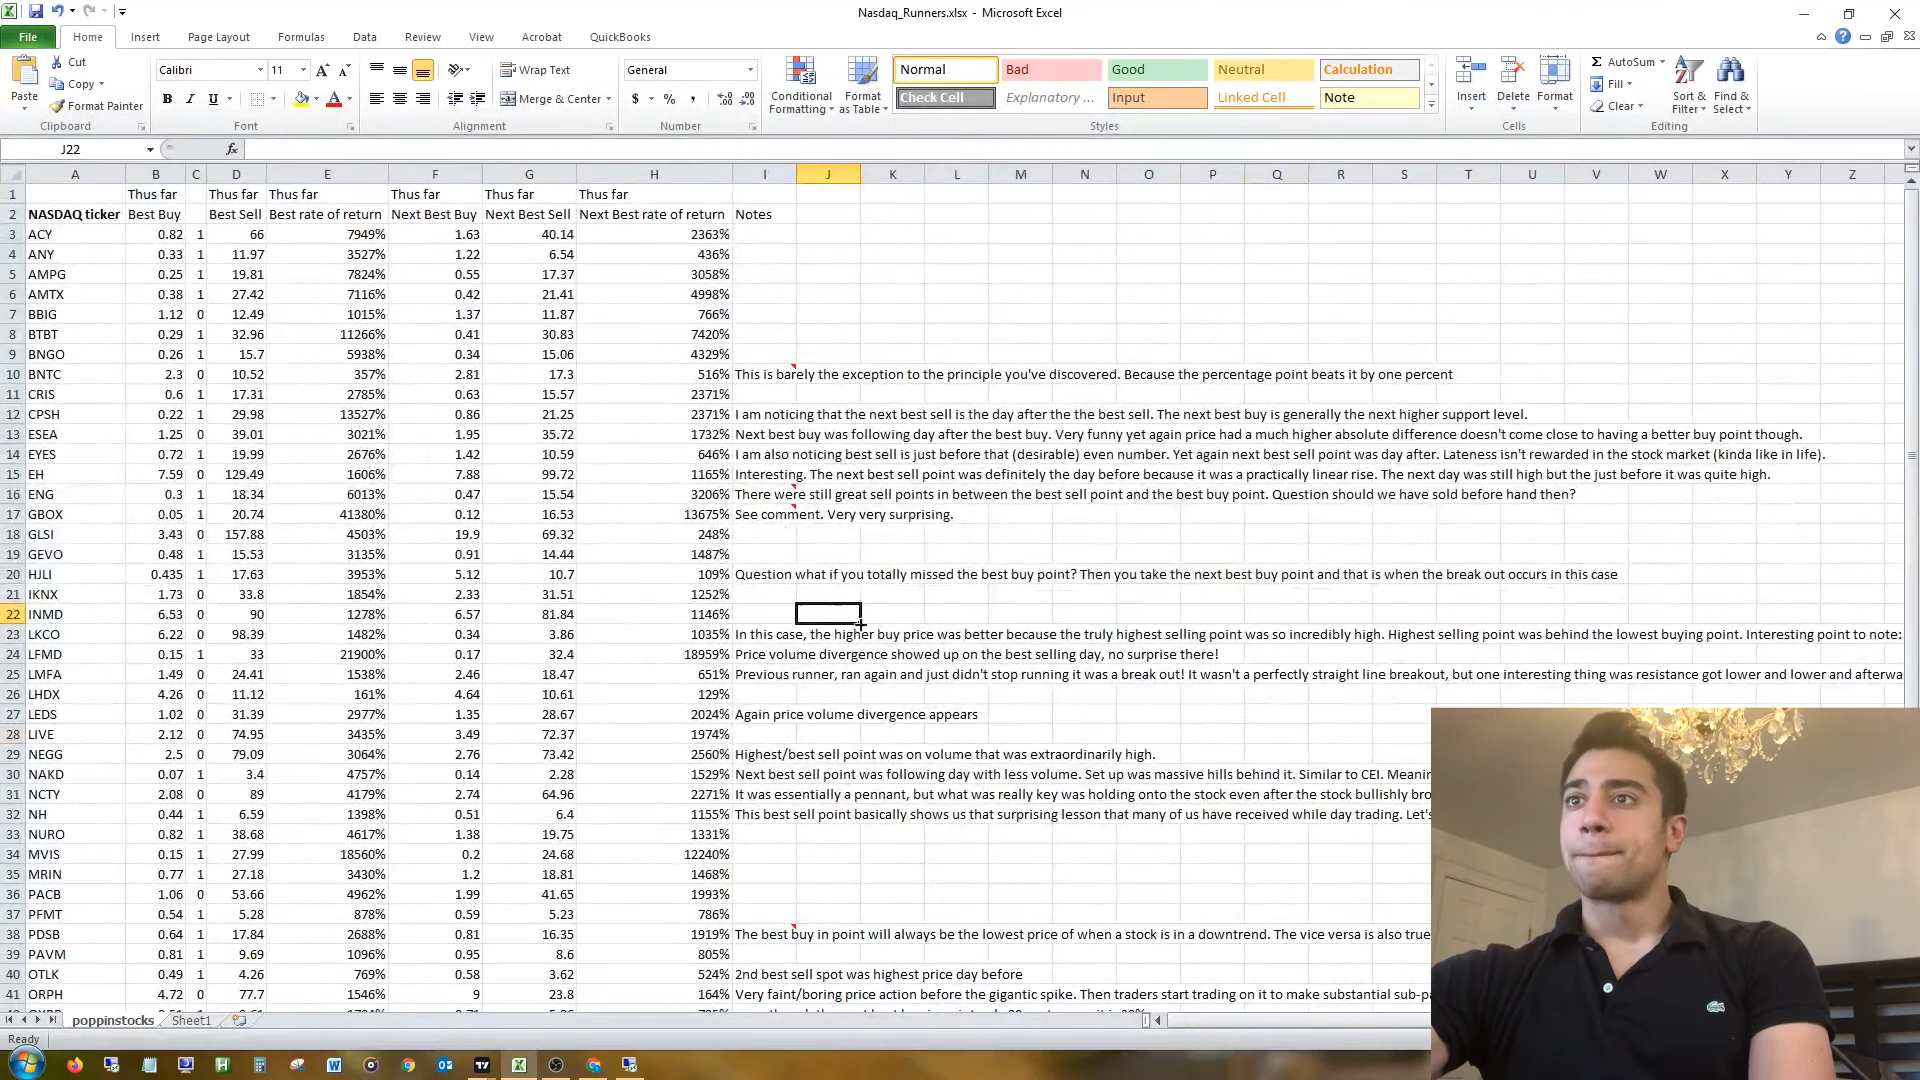 Nasdaq_Runners.xlsx - Microsoft Excel
File Home Insert Page Layout Formulas Data Review View Acrobat QuickBooks
Paste Cut Copy Format Painter Clipboard
Calibri 11 B I U Font
Wrap Text Merge & Center Alignment
General $ % , Number
Conditional Formatting Format as Table
Normal Bad Good Neutral Calculation
Check Cell Explanatory ... Input Linked Cell Note
Styles
Insert Delete Format Cells
AutoSum Fill Clear Sort & Filter Find & Select Editing
J22 fx
A B C D E F G H I J K L M N O P Q R S T U V W X Y Z
1 Thus far Thus far Thus far Thus far Thus far Thus far
2 NASDAQ ticker Best Buy Best Sell Best rate of return Next Best Buy Next Best Sell Next Best rate of return Notes
3 ACY 0.82 1 66 7949% 1.63 40.14 2363%
4 ANY 0.33 1 11.97 3527% 1.22 6.54 436%
5 AMPG 0.25 1 19.81 7824% 0.55 17.37 3058%
6 AMTX 0.38 1 27.42 7116% 0.42 21.41 4998%
7 BBIG 1.12 0 12.49 1015% 1.37 11.87 766%
8 BTBT 0.29 1 32.96 11266% 0.41 30.83 7420%
9 BNGO 0.26 1 15.7 5938% 0.34 15.06 4329%
10 BNTC 2.3 0 10.52 357% 2.81 17.3 516% This is barely the exception to the principle you've discovered. Because the percentage point beats it by one percent
11 CRIS 0.6 1 17.31 2785% 0.63 15.57 2371%
12 CPSH 0.22 1 29.98 13527% 0.86 21.25 2371% I am noticing that the next best sell is the day after the the best sell. The next best buy is generally the next higher support level.
13 ESEA 1.25 0 39.01 3021% 1.95 35.72 1732% Next best buy was following day after the best buy. Very funny yet again price had a much higher absolute difference doesn't come close to having a better buy point though.
14 EYES 0.72 1 19.99 2676% 1.42 10.59 646% I am also noticing best sell is just before that (desirable) even number. Yet again next best sell point was day after. Lateness isn't rewarded in the stock market (kinda like in life).
15 EH 7.59 0 129.49 1606% 7.88 99.72 1165% Interesting. The next best sell point was definitely the day before because it was a practically linear rise. The next day was still high but the just before it was quite high.
16 ENG 0.3 1 18.34 6013% 0.47 15.54 3206% There were still great sell points in between the best sell point and the best buy point. Question should we have sold before hand then?
17 GBOX 0.05 1 20.74 41380% 0.12 16.53 13675% See comment. Very very surprising.
18 GLSI 3.43 0 157.88 4503% 19.9 69.32 248%
19 GEVO 0.48 1 15.53 3135% 0.91 14.44 1487%
20 HJLI 0.435 1 17.63 3953% 5.12 10.7 109% Question what if you totally missed the best buy point? Then you take the next best buy point and that is when the break out occurs in this case
21 IKNX 1.73 0 33.8 1854% 2.33 31.51 1252%
22 INMD 6.53 0 90 1278% 6.57 81.84 1146%
23 LKCO 6.22 0 98.39 1482% 0.34 3.86 1035% In this case, the higher buy price was better because the truly highest selling point was so incredibly high. Highest selling point was behind the lowest buying point. Interesting point to note:
24 LFMD 0.15 1 33 21900% 0.17 32.4 18959% Price volume divergence showed up on the best selling day, no surprise there!
25 LMFA 1.49 0 24.41 1538% 2.46 18.47 651% Previous runner, ran again and just didn't stop running it was a break out! It wasn't a perfectly straight line breakout, but one interesting thing was resistance got lower and lower and afterwa
26 LHDX 4.26 0 11.12 161% 4.64 10.61 129%
27 LEDS 1.02 0 31.39 2977% 1.35 28.67 2024% Again price volume divergence appears
28 LIVE 2.12 0 74.95 3435% 3.49 72.37 1974%
29 NEGG 2.5 0 79.09 3064% 2.76 73.42 2560% Highest/best sell point was on volume that was extraordinarily high.
30 NAKD 0.07 1 3.4 4757% 0.14 2.28 1529% Next best sell point was following day with less volume. Set up was massive hills behind it. Similar to CEI. Meanin
31 NCTY 2.08 0 89 4179% 2.74 64.96 2271% It was essentially a pennant, but what was really key was holding onto the stock even after the stock bullishly bro
32 NH 0.44 1 6.59 1398% 0.51 6.4 1155% This best sell point basically shows us that surprising lesson that many of us have received while day trading. Let's
33 NURO 0.82 1 38.68 4617% 1.38 19.75 1331%
34 MVIS 0.15 1 27.99 18560% 0.2 24.68 12240%
35 MRIN 0.77 1 27.18 3430% 1.2 18.81 1468%
36 PACB 1.06 0 53.66 4962% 1.99 41.65 1993%
37 PFMT 0.54 1 5.28 878% 0.59 5.23 786%
38 PDSB 0.64 1 17.84 2688% 0.81 16.35 1919% The best buy in point will always be the lowest price of when a stock is in a downtrend. The vice versa is also true
39 PAVM 0.81 1 9.69 1096% 0.95 8.6 805%
40 OTLK 0.49 1 4.26 769% 0.58 3.62 524% 2nd best sell spot was highest price day before
41 ORPH 4.72 0 77.7 1546% 9 23.8 164% Very faint/boring price action before the gigantic spike. Then traders start trading on it to make substantial sub-pa
poppinstocks Sheet1
Ready